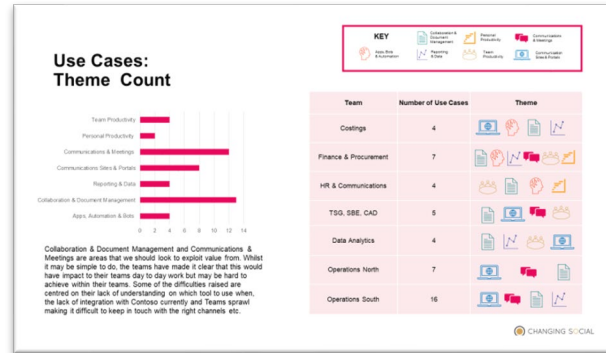 Use Cases:
Theme Count
KEY
Collaboration &
Document
Management
Personal
Productivity
Communications
& Meetings
Apps, Bots
& Automation
Reporting
& Data
Team
Productivity
Communication
Sites & Portals
Team Productivity
Personal Productivity
Communications & Meetings
Communications Sites & Portals
Reporting & Data
Collaboration & Document Management
Apps, Automation & Bots
0 2 4 6 8 10 12 14
Collaboration & Document Management and Communications &
Meetings are areas that we should look to exploit value from. Whilst
it may be simple to do, the teams have made it clear that this would
have impact to their teams day to day work but may be hard to
achieve within their teams. Some of the difficulties raised are
centred on their lack of understanding on which tool to use when,
the lack of integration with Contoso currently and Teams sprawl
making it difficult to keep in touch with the right channels etc.
Team Number of Use Cases Theme
Costings 4
Finance & Procurement 7
HR & Communications 4
TSG, SBE, CAD 5
Data Analytics 4
Operations North 7
Operations South 16
CHANGING SOCIAL